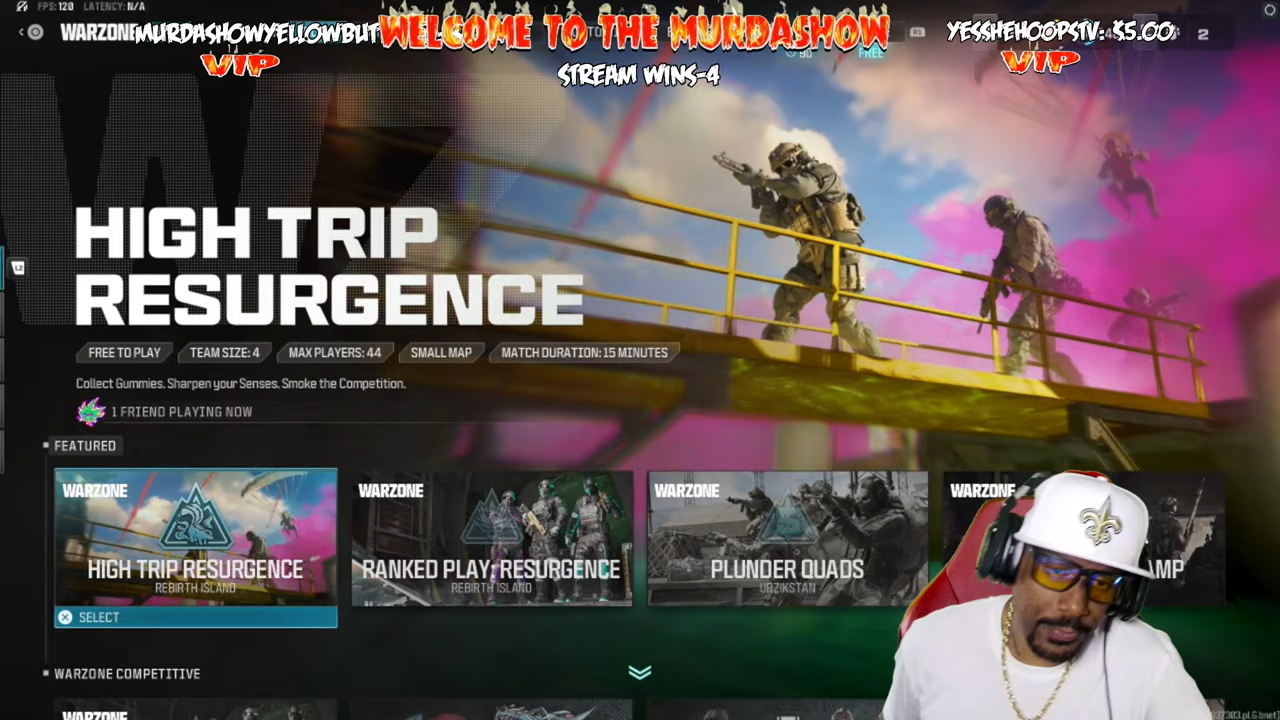 FPS:120 LATENCY:N/A
WARZONE
MURDASHOWYELLOWBUT
VIP
WELCOME TO THE MURDASHOW
STREAM WINS-4
FREE
YESSHEHOOPSTV: $5.00
VIP
2
HIGH TRIP
RESURGENCE
L2
FREE TO PLAY
TEAM SIZE: 4
MAX PLAYERS: 44
SMALL MAP
MATCH DURATION: 15 MINUTES
Collect Gummies. Sharpen your Senses. Smoke the Competition.
1 FRIEND PLAYING NOW
FEATURED
WARZONE
HIGH TRIP RESURGENCE
REBIRTH ISLAND
SELECT
WARZONE
RANKED PLAY: RESURGENCE
REBIRTH ISLAND
WARZONE
PLUNDER QUADS
URZIKSTAN
WARZONE
AMP
WARZONE COMPETITIVE
WARZONE